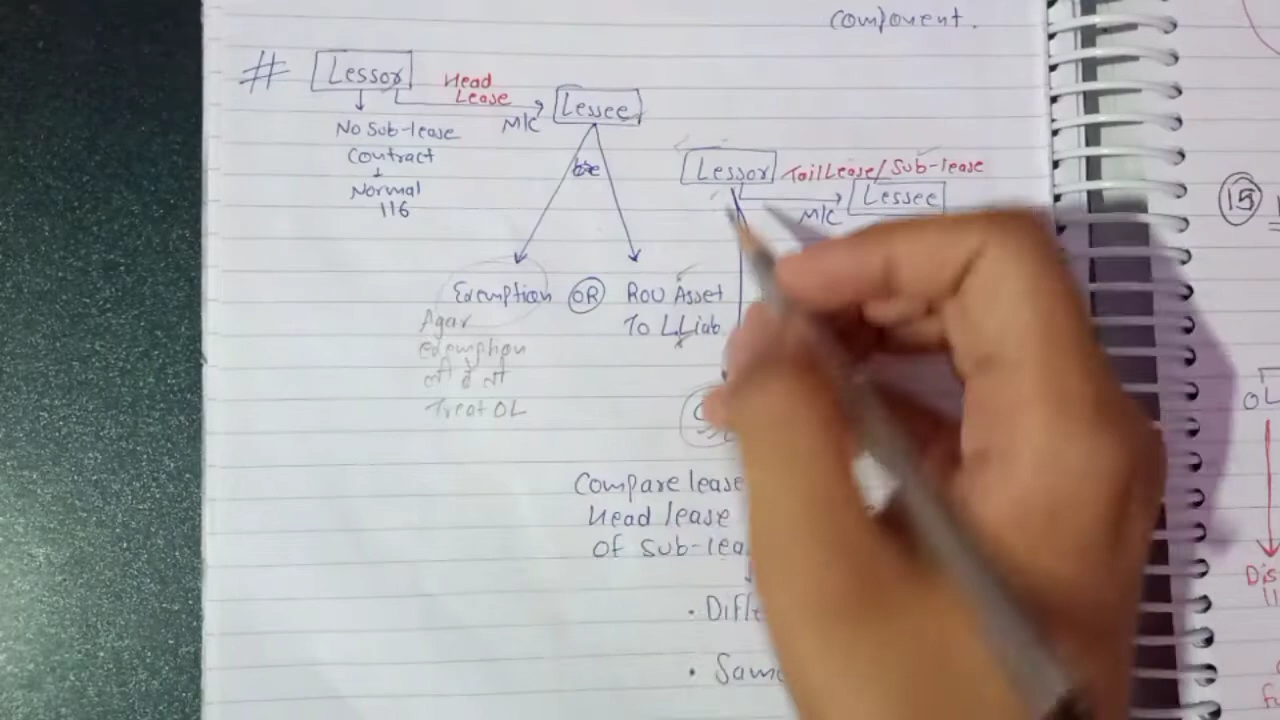 component.
# Lessor
Head
Lease
M/c
Lessee
No Sub-lease
Contract
Normal
116
Lessor
Tail Lease/Sub-lease
M/c
Lessee
Exemption OR ROU Asset
To L Liab
Agar
exemption
Treat OL
Compare lease
Head lease
of sub-lea
• Diffe
• Same
15
OL
Dis